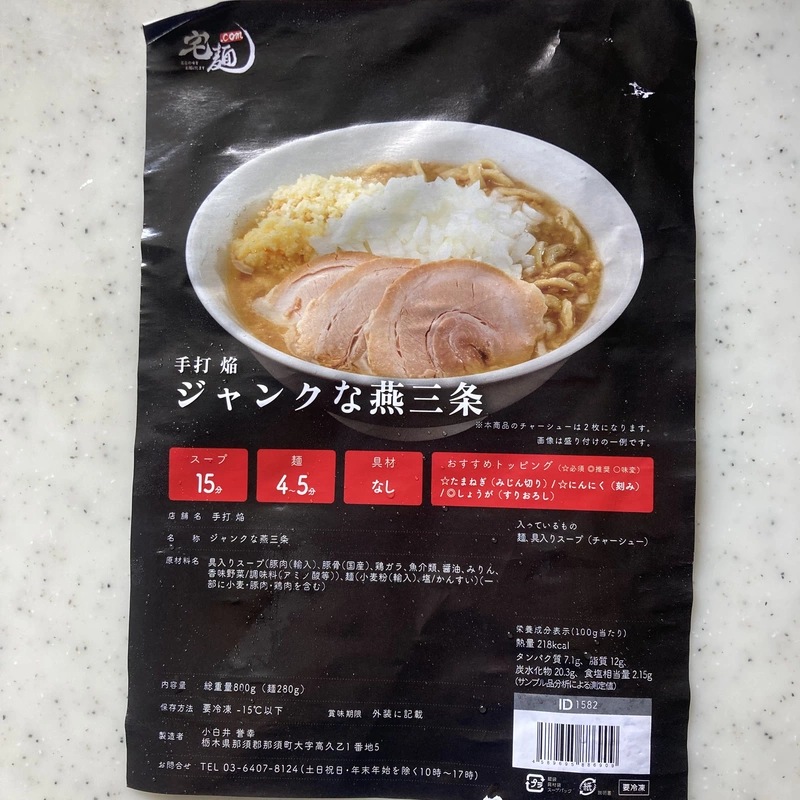 宅麺
.com
手打 焔
ジャンクな燕三条
※本商品のチャーシューは2枚になります。
画像は盛り付けの一例です。
スープ
15分
麺
4~5分
具材
なし
おすすめトッピング (☆必須 ◎推奨 ○味変)
☆たまねぎ(みじん切り)/☆にんにく(刻み)
/◎しょうが(すりおろし)
店舗名 手打 焔
名 称 ジャンクな燕三条
原材料名 具入りスープ(豚肉(輸入)、豚骨(国産)、鶏ガラ、魚介類、醤油、みりん、
香味野菜/調味料(アミノ酸等))、麺(小麦粉(輸入)、塩/かんすい)(一
部に小麦・豚肉・鶏肉を含む)
入っているもの
麺、具入りスープ(チャーシュー)
栄養成分表示(100g当たり)
熱量 218kcal
タンパク質 7.1g、 脂質 12g、
炭水化物 20.3g、 食塩相当量 2.15g
(サンプル品分析による測定値)
内容量 総重量800g(麺280g)
保存方法 要冷凍 -15℃以下 賞味期限 外装に記載
製造者 小白井 誉幸
栃木県那須郡那須町大字高久乙1番地5
お問合せ TEL 03-6407-8124(土日祝日・年末年始を除く10時~17時)
ID 1582
プラ
紙
要冷凍